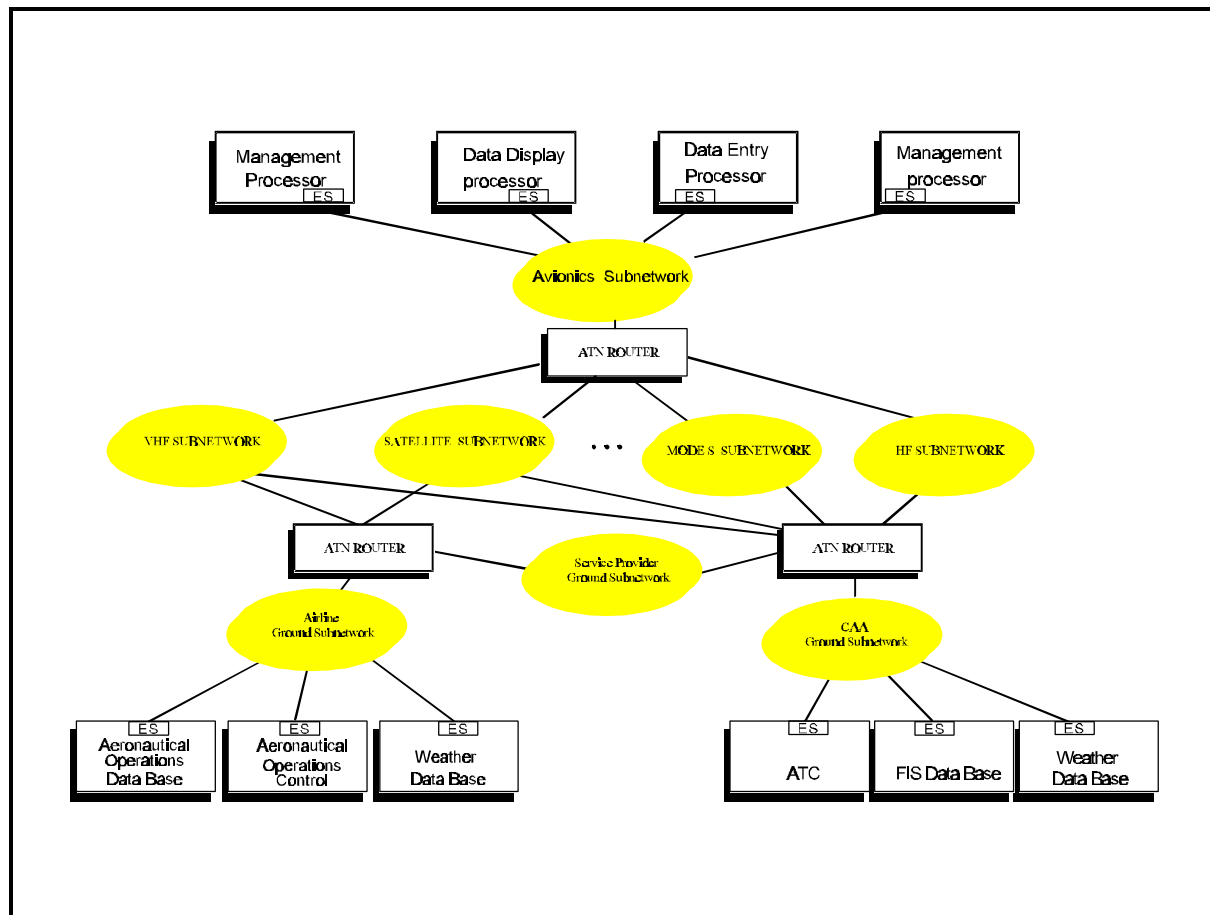 Management
Processor
ES
Data Display
processor
ES
Data Entry
Processor
ES
Management
processor
ES
Avionics Subnetwork
ATN ROUTER
VHF SUBNETWORK
SATELLITE SUBNETWORK
...
MODE S SUBNETWORK
HF SUBNETWORK
ATN ROUTER
Service Provider
Ground Subnetwork
ATN ROUTER
Airline
Ground Subnetwork
CAA
Ground Subnetwork
ES
Aeronautical
Operations
Data Base
ES
Aeronautical
Operations
Control
ES
Weather
Data Base
ES
ATC
ES
FIS Data Base
ES
Weather
Data Base